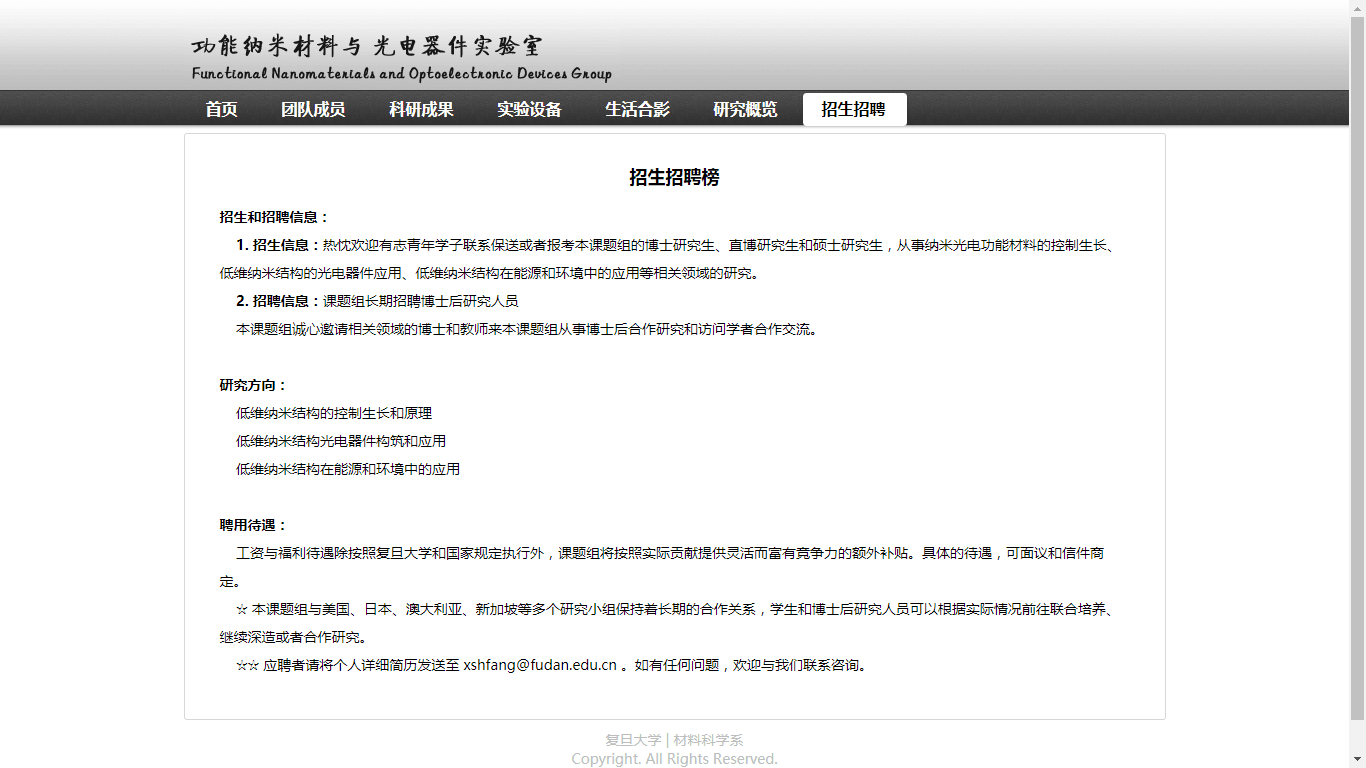 功能纳米材料与 光电器件实验室
Functional Nanomaterials and Optoelectronic Devices Group
首页 团队成员 科研成果 实验设备 生活合影 研究概览 招生招聘
招生招聘榜
招生和招聘信息：
1. 招生信息：热忱欢迎有志青年学子联系保送或者报考本课题组的博士研究生、直博研究生和硕士研究生，从事纳米光电功能材料的控制生长、
低维纳米结构的光电器件应用、低维纳米结构在能源和环境中的应用等相关领域的研究。
2. 招聘信息：课题组长期招聘博士后研究人员
本课题组诚心邀请相关领域的博士和教师来本课题组从事博士后合作研究和访问学者合作交流。
研究方向：
低维纳米结构的控制生长和原理
低维纳米结构光电器件构筑和应用
低维纳米结构在能源和环境中的应用
聘用待遇：
工资与福利待遇除按照复旦大学和国家规定执行外，课题组将按照实际贡献提供灵活而富有竞争力的额外补贴。具体的待遇，可面议和信件商
定。
☆ 本课题组与美国、日本、澳大利亚、新加坡等多个研究小组保持着长期的合作关系，学生和博士后研究人员可以根据实际情况前往联合培养、
继续深造或者合作研究。
☆☆ 应聘者请将个人详细简历发送至 xshfang@fudan.edu.cn 。如有任何问题，欢迎与我们联系咨询。
复旦大学 | 材料科学系
Copyright. All Rights Reserved.